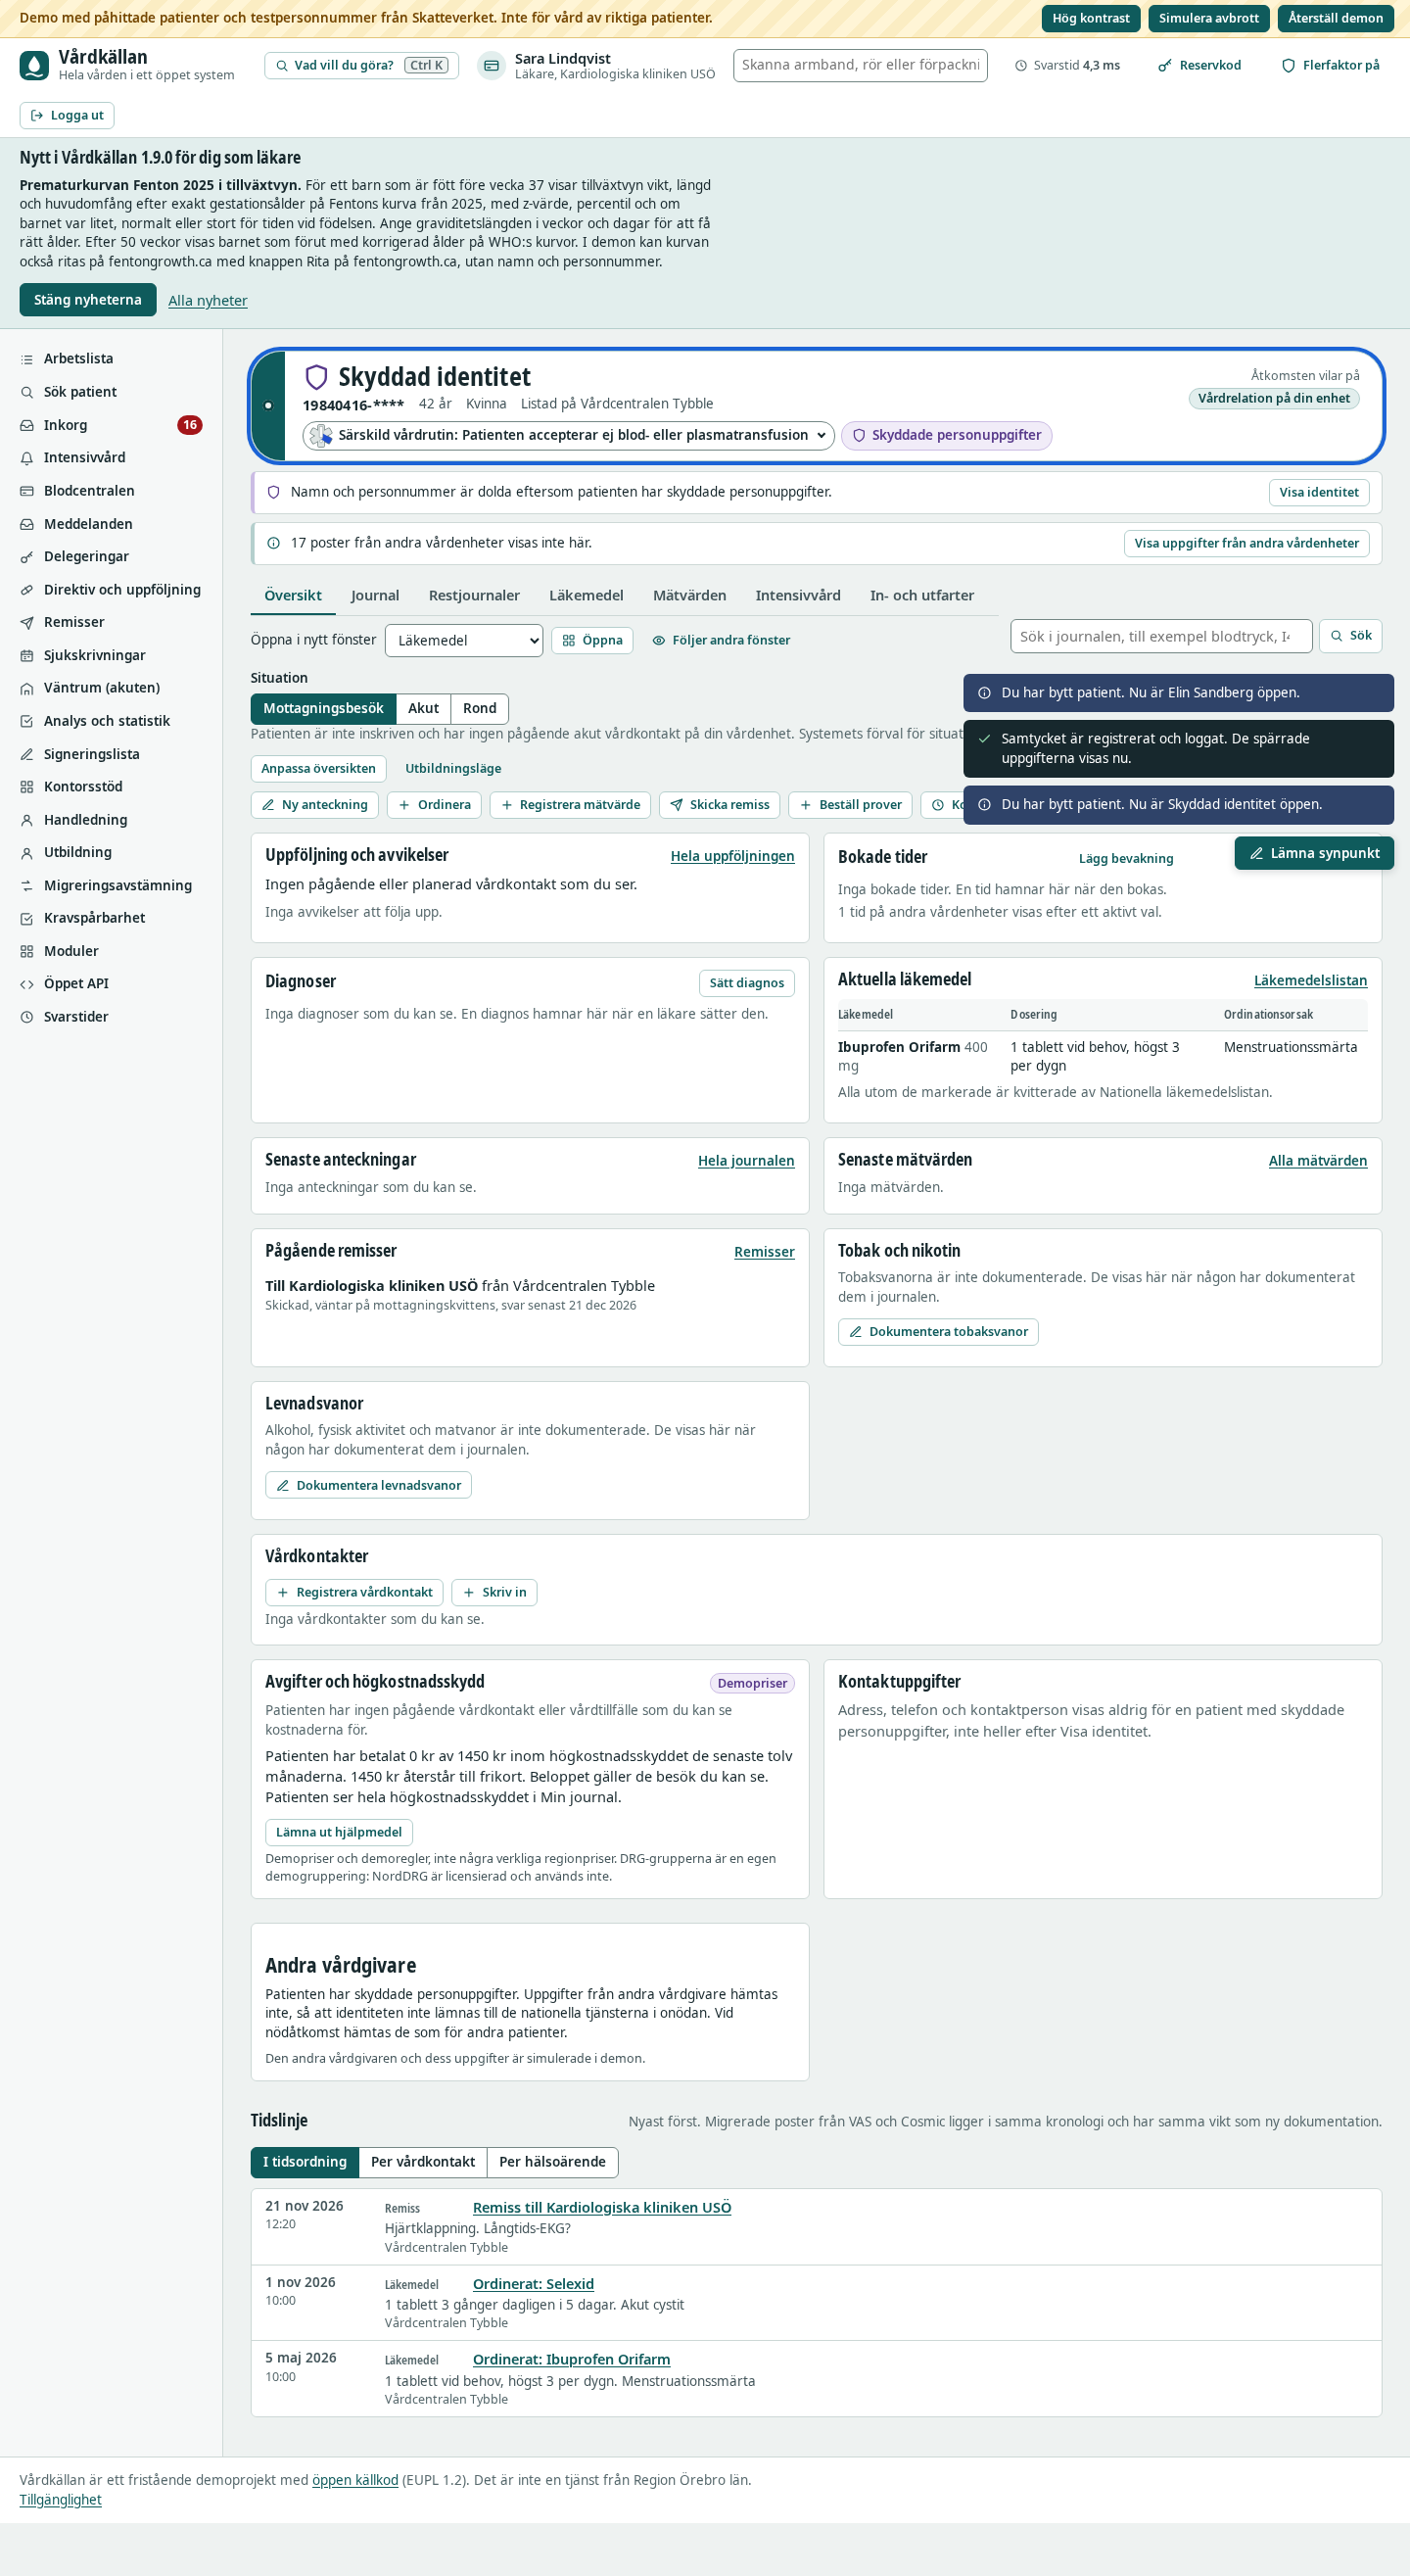 Demo med påhittade patienter och testpersonnummer från Skatteverket. Inte för vård av riktiga patienter.
Hög kontrast
Simulera avbrott
Återställ demon
Vårdkällan
Hela vården i ett öppet system
Vad vill du göra? Ctrl K
Sara Lindqvist
Läkare, Kardiologiska kliniken USÖ
Skanna armband, rör eller förpackni
Svarstid 4,3 ms
Reservkod
Flerfaktor på
Logga ut
Nytt i Vårdkällan 1.9.0 för dig som läkare
Prematurkurvan Fenton 2025 i tillväxtvyn. För ett barn som är fött före vecka 37 visar tillväxtvyn vikt, längd
och huvudomfång efter exakt gestationsålder på Fentons kurva från 2025, med z-värde, percentil och om
barnet var litet, normalt eller stort för tiden vid födelsen. Ange graviditetslängden i veckor och dagar för att få
rätt ålder. Efter 50 veckor visas barnet som förut med korrigerad ålder på WHO:s kurvor. I demon kan kurvan
också ritas på fentongrowth.ca med knappen Rita på fentongrowth.ca, utan namn och personnummer.
Stäng nyheterna
Alla nyheter
Arbetslista
Sök patient
Inkorg 16
Intensivvård
Blodcentralen
Meddelanden
Delegeringar
Direktiv och uppföljning
Remisser
Sjukskrivningar
Väntrum (akuten)
Analys och statistik
Signeringslista
Kontorsstöd
Handledning
Utbildning
Migreringsavstämning
Kravspårbarhet
Moduler
Öppet API
Svarstider
Skyddad identitet
19840416-**** 42 år Kvinna Listad på Vårdcentralen Tybble
Särskild vårdrutin: Patienten accepterar ej blod- eller plasmatransfusion
Skyddade personuppgifter
Åtkomsten vilar på
Vårdrelation på din enhet
Namn och personnummer är dolda eftersom patienten har skyddade personuppgifter.
Visa identitet
17 poster från andra vårdenheter visas inte här.
Visa uppgifter från andra vårdenheter
Översikt
Journal
Restjournaler
Läkemedel
Mätvärden
Intensivvård
In- och utfarter
Öppna i nytt fönster
Läkemedel
Öppna
Följer andra fönster
Sök i journalen, till exempel blodtryck, I
Sök
Situation
Mottagningsbesök
Akut
Rond
Patienten är inte inskriven och har ingen pågående akut vårdkontakt på din vårdenhet. Systemets förval för situat
Du har bytt patient. Nu är Elin Sandberg öppen.
Samtycket är registrerat och loggat. De spärrade
uppgifterna visas nu.
Du har bytt patient. Nu är Skyddad identitet öppen.
Anpassa översikten
Utbildningsläge
Ny anteckning
Ordinera
Registrera mätvärde
Skicka remiss
Beställ prover
Lämna synpunkt
Uppföljning och avvikelser
Hela uppföljningen
Ingen pågående eller planerad vårdkontakt som du ser.
Inga avvikelser att följa upp.
Bokade tider
Lägg bevakning
Inga bokade tider. En tid hamnar här när den bokas.
1 tid på andra vårdenheter visas efter ett aktivt val.
Diagnoser
Sätt diagnos
Inga diagnoser som du kan se. En diagnos hamnar här när en läkare sätter den.
Aktuella läkemedel
Läkemedelslistan
Läkemedel Dosering Ordinationsorsak
Ibuprofen Orifarm 400 mg
1 tablett vid behov, högst 3 per dygn
Menstruationssmärta
Alla utom de markerade är kvitterade av Nationella läkemedelslistan.
Senaste anteckningar
Hela journalen
Inga anteckningar som du kan se.
Senaste mätvärden
Alla mätvärden
Inga mätvärden.
Pågående remisser
Remisser
Till Kardiologiska kliniken USÖ från Vårdcentralen Tybble
Skickad, väntar på mottagningskvittens, svar senast 21 dec 2026
Tobak och nikotin
Tobaksvanorna är inte dokumenterade. De visas här när någon har dokumenterat
dem i journalen.
Dokumentera tobaksvanor
Levnadsvanor
Alkohol, fysisk aktivitet och matvanor är inte dokumenterade. De visas här när
någon har dokumenterat dem i journalen.
Dokumentera levnadsvanor
Vårdkontakter
Registrera vårdkontakt
Skriv in
Inga vårdkontakter som du kan se.
Avgifter och högkostnadsskydd
Demopriser
Patienten har ingen pågående vårdkontakt eller vårdtillfälle som du kan se
kostnaderna för.
Patienten har betalat 0 kr av 1450 kr inom högkostnadsskyddet de senaste tolv
månaderna. 1450 kr återstår till frikort. Beloppet gäller de besök du kan se.
Patienten ser hela högkostnadsskyddet i Min journal.
Lämna ut hjälpmedel
Demopriser och demoregler, inte några verkliga regionpriser. DRG-grupperna är en egen
demogruppering: NordDRG är licensierad och används inte.
Kontaktuppgifter
Adress, telefon och kontaktperson visas aldrig för en patient med skyddade
personuppgifter, inte heller efter Visa identitet.
Andra vårdgivare
Patienten har skyddade personuppgifter. Uppgifter från andra vårdgivare hämtas
inte, så att identiteten inte lämnas till de nationella tjänsterna i onödan. Vid
nödåtkomst hämtas de som för andra patienter.
Den andra vårdgivaren och dess uppgifter är simulerade i demon.
Tidslinje
Nyast först. Migrerade poster från VAS och Cosmic ligger i samma kronologi och har samma vikt som ny dokumentation.
I tidsordning
Per vårdkontakt
Per hälsoärende
21 nov 2026
12:20
Remiss Remiss till Kardiologiska kliniken USÖ
Hjärtklappning. Långtids-EKG?
Vårdcentralen Tybble
1 nov 2026
10:00
Läkemedel Ordinerat: Selexid
1 tablett 3 gånger dagligen i 5 dagar. Akut cystit
Vårdcentralen Tybble
5 maj 2026
10:00
Läkemedel Ordinerat: Ibuprofen Orifarm
1 tablett vid behov, högst 3 per dygn. Menstruationssmärta
Vårdcentralen Tybble
Vårdkällan är ett fristående demoprojekt med öppen källkod (EUPL 1.2). Det är inte en tjänst från Region Örebro län.
Tillgänglighet